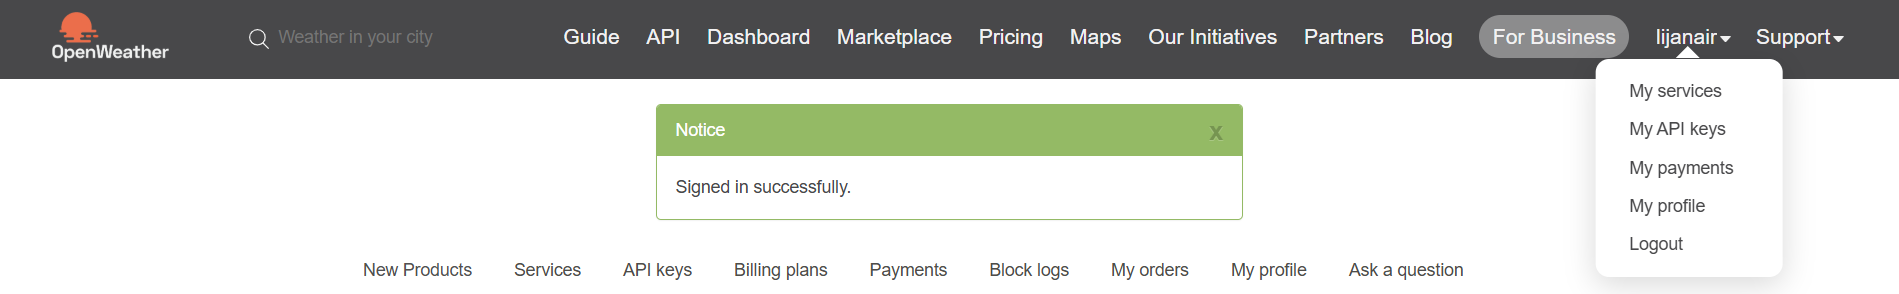 OpenWeather
Weather in your city
Guide API Dashboard Marketplace Pricing Maps Our Initiatives Partners Blog For Business lijanair Support
My services
My API keys
My payments
My profile
Logout
Notice x
Signed in successfully.
New Products Services API keys Billing plans Payments Block logs My orders My profile Ask a question